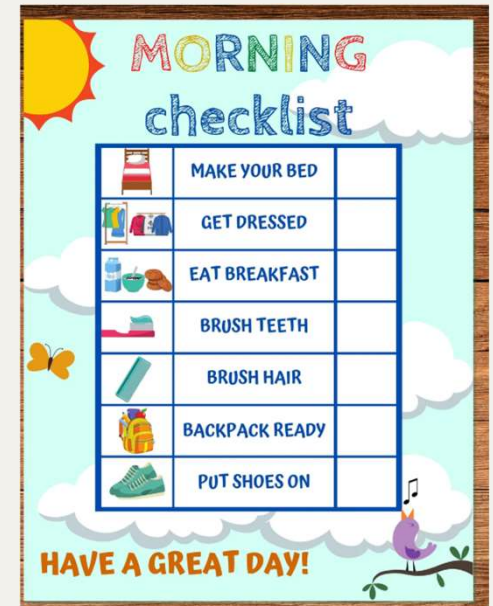 MORNING
checklist
MAKE YOUR BED
GET DRESSED
EAT BREAKFAST
BRUSH TEETH
BRUSH HAIR
BACKPACK READY
PUT SHOES ON
HAVE A GREAT DAY!